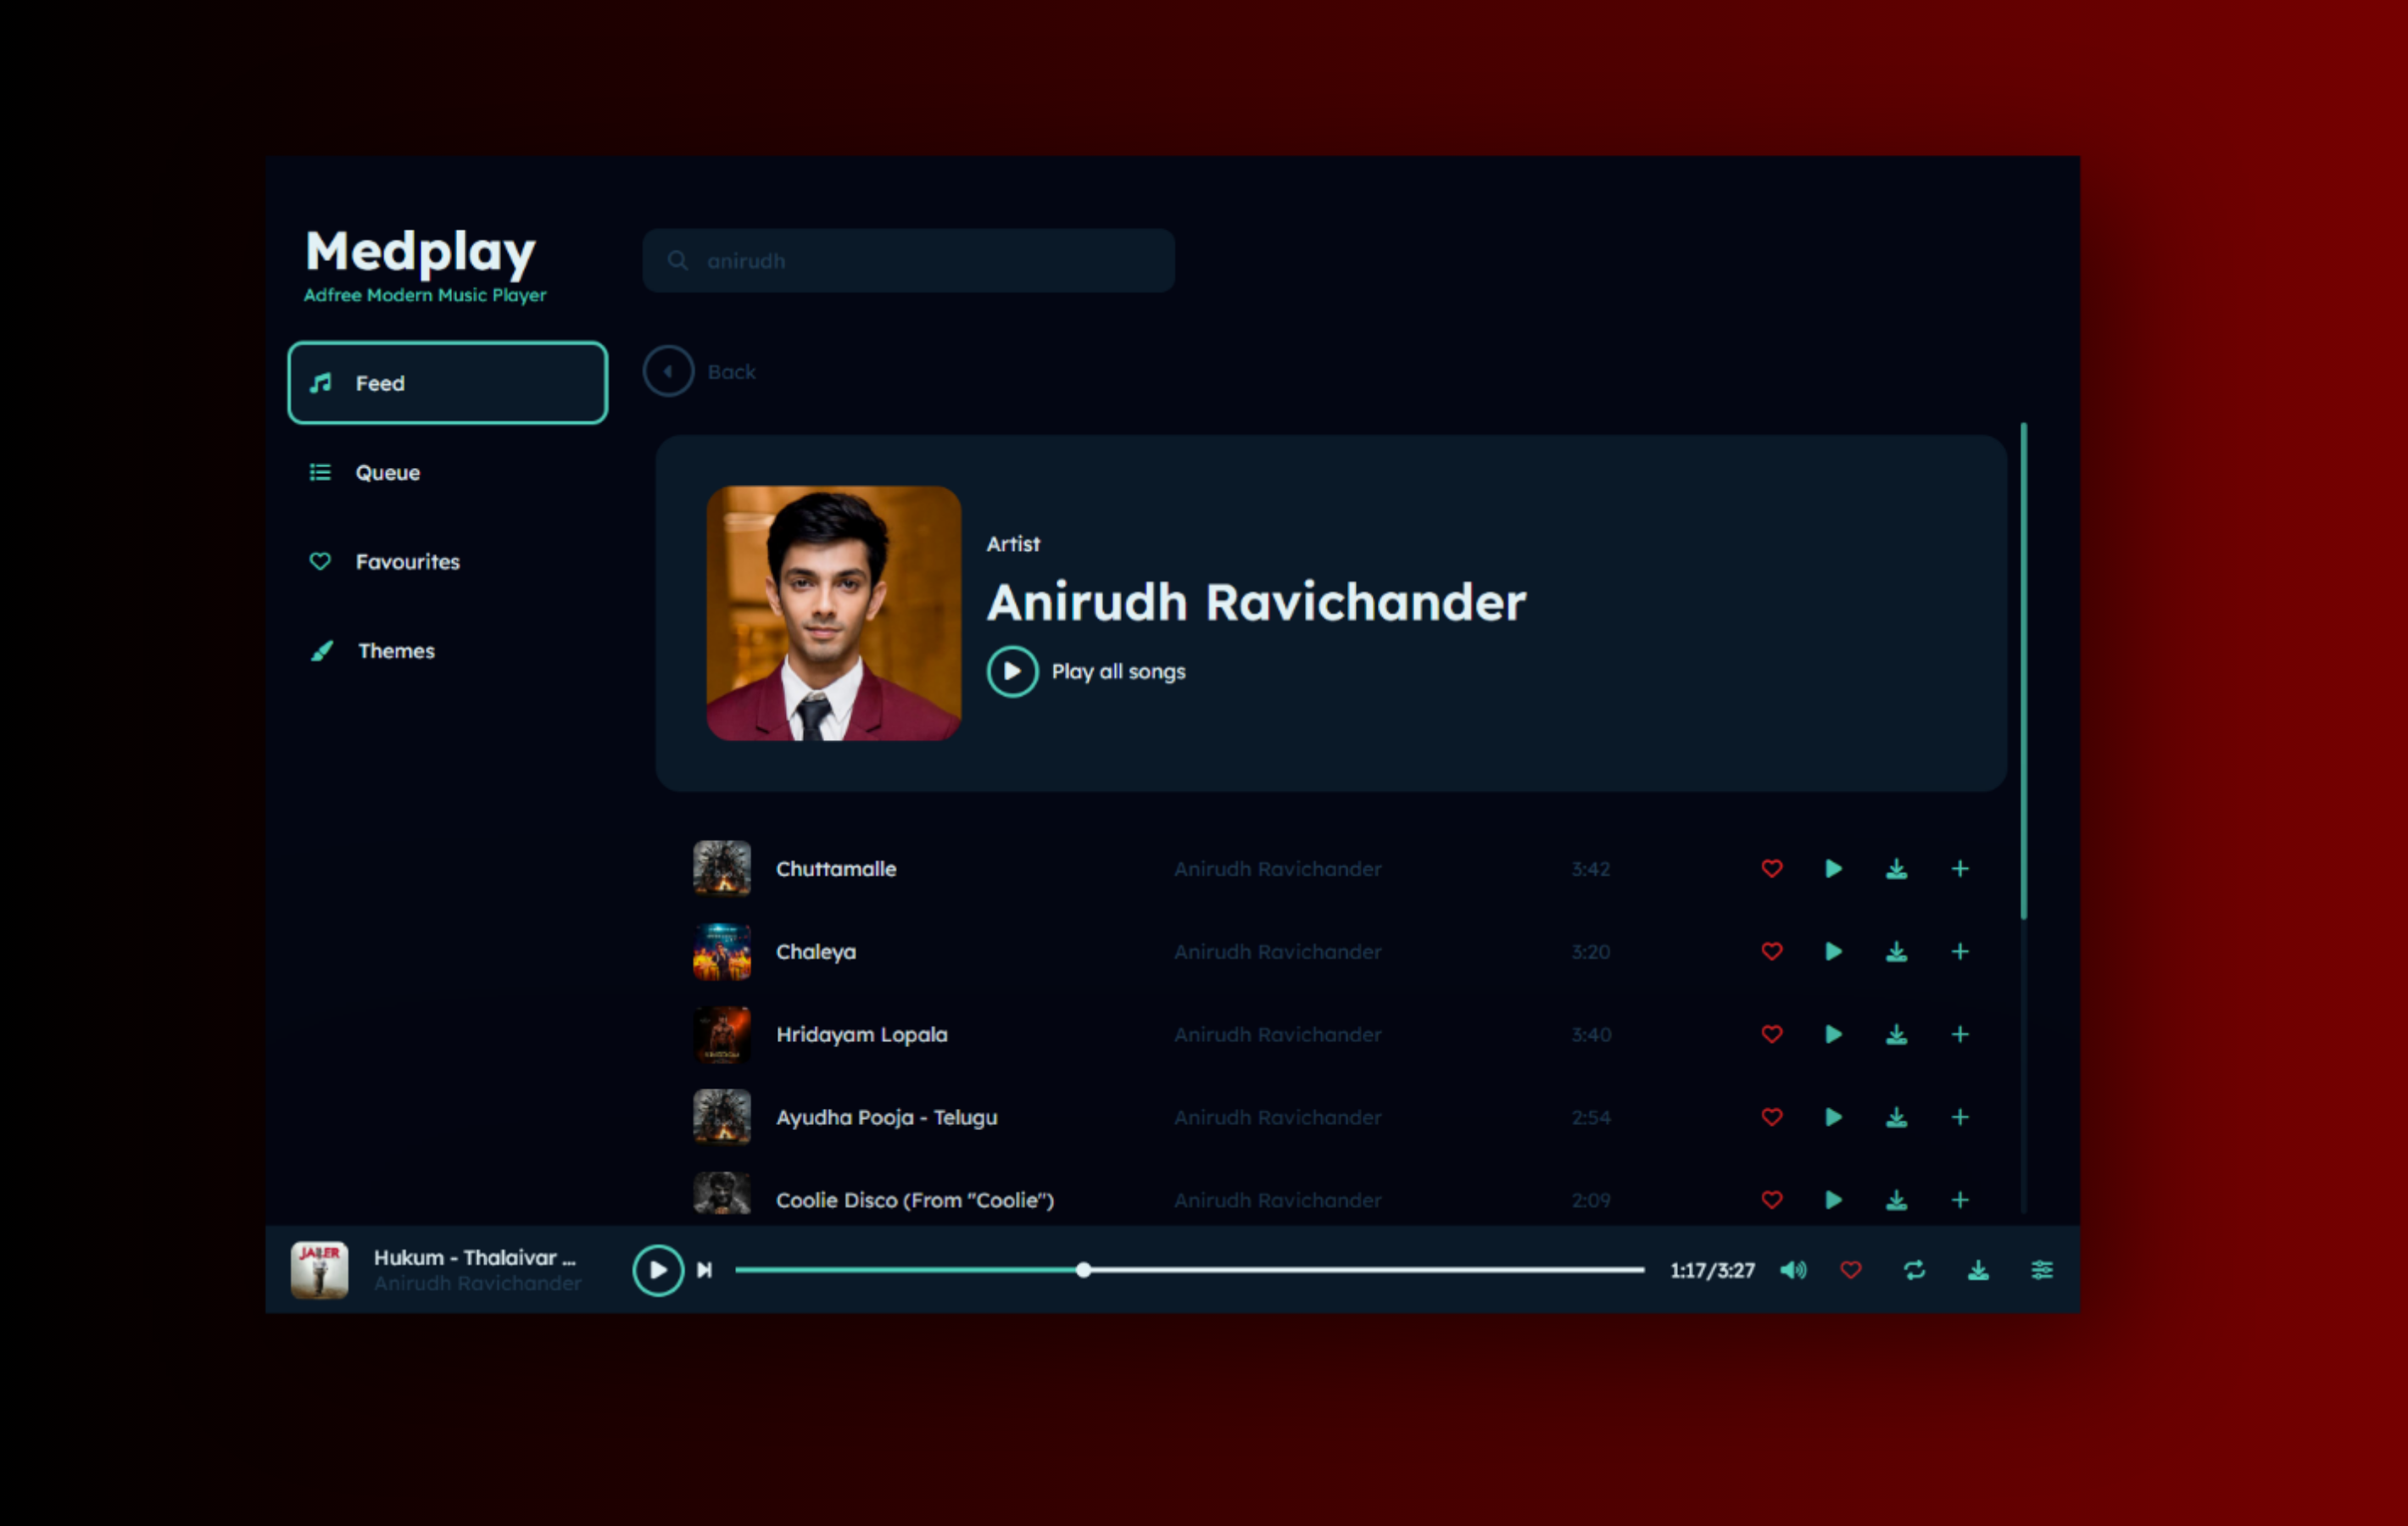 Medplay
Adfree Modern Music Player
anirudh
Feed
Queue
Favourites
Themes
Back
Artist
Anirudh Ravichander
Play all songs
Chuttamalle Anirudh Ravichander 3:42
Chaleya Anirudh Ravichander 3:20
Hridayam Lopala Anirudh Ravichander 3:40
Ayudha Pooja - Telugu Anirudh Ravichander 2:54
Coolie Disco (From "Coolie") Anirudh Ravichander 2:09
JAILER
Hukum - Thalaivar ...
Anirudh Ravichander
1:17/3:27